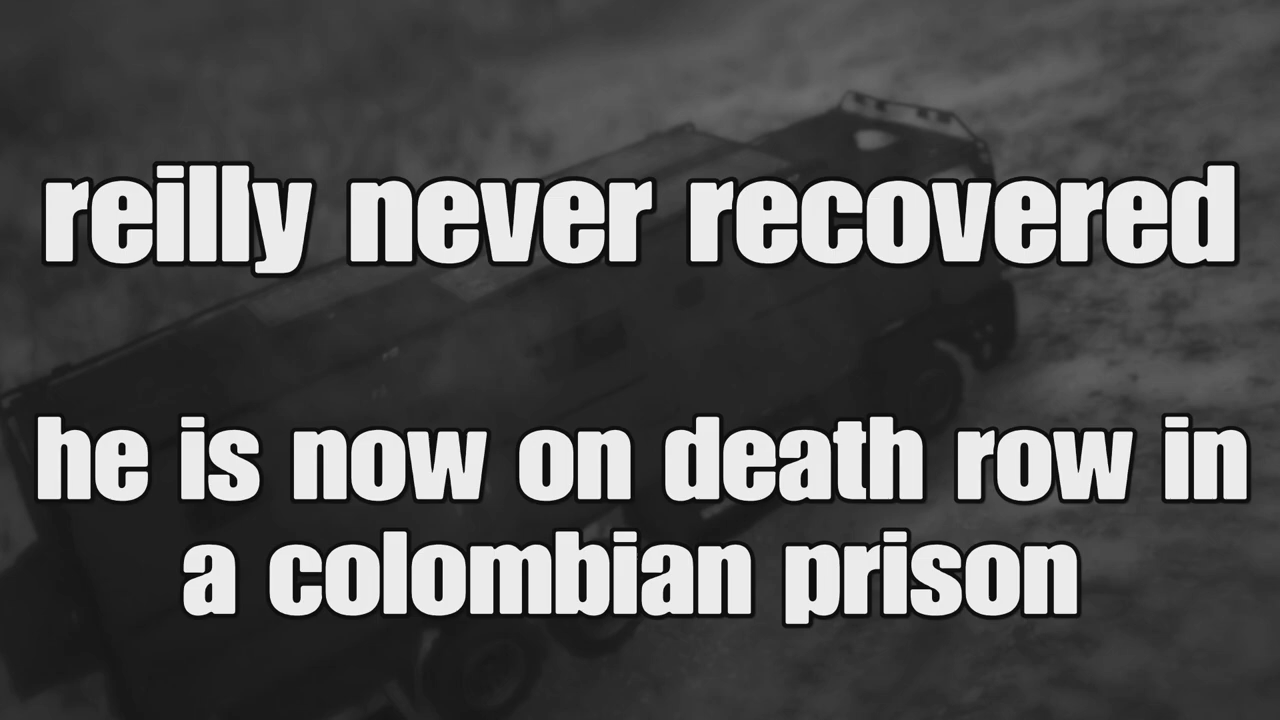 reilly never recovered
he is now on death row in
a colombian prison